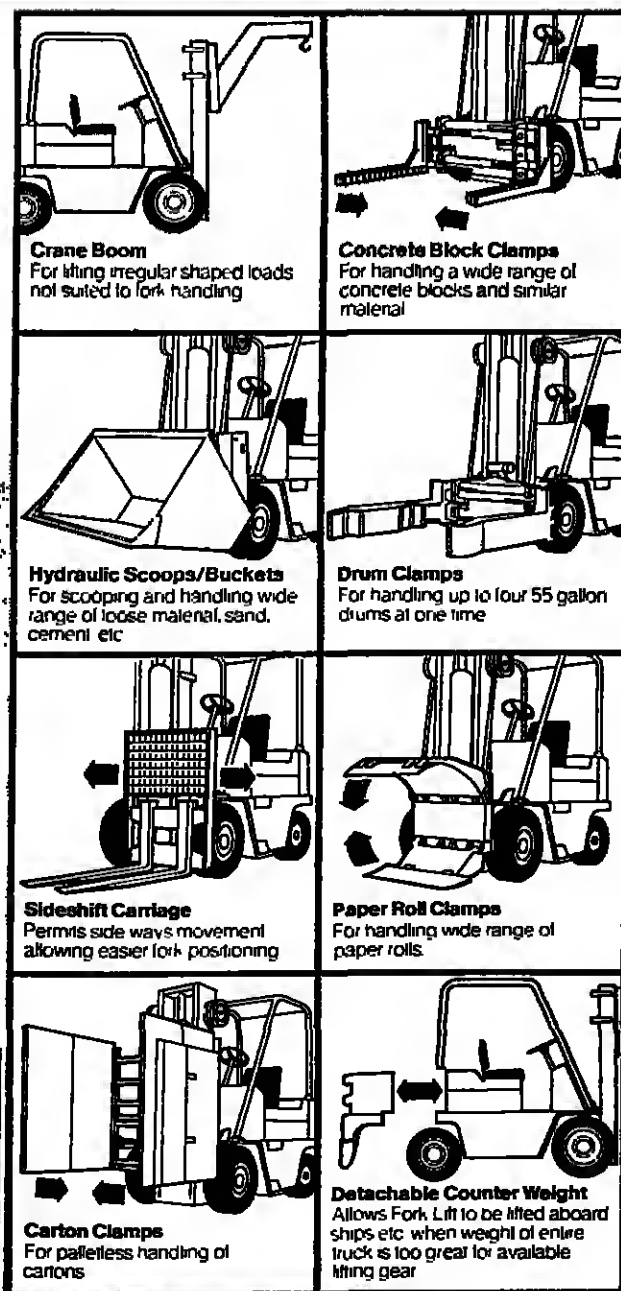 Crane Boom
For lifting irregular shaped loads
not suited to fork handling
Concrete Block Clamps
For handling a wide range of
concrete blocks and similar
material
Hydraulic Scoops/Buckets
For scooping and handling wide
range of loose material, sand,
cement etc
Drum Clamps
For handling up to four 55 gallon
drums at one time
Sideshift Carriage
Permits side ways movement
allowing easier fork positioning
Paper Roll Clamps
For handling wide range of
paper rolls.
Carton Clamps
For palletless handling of
cartons
Detachable Counter Weight
Allows Fork Lift to be lifted aboard
ships etc when weight of entire
truck is too great for available
lifting gear